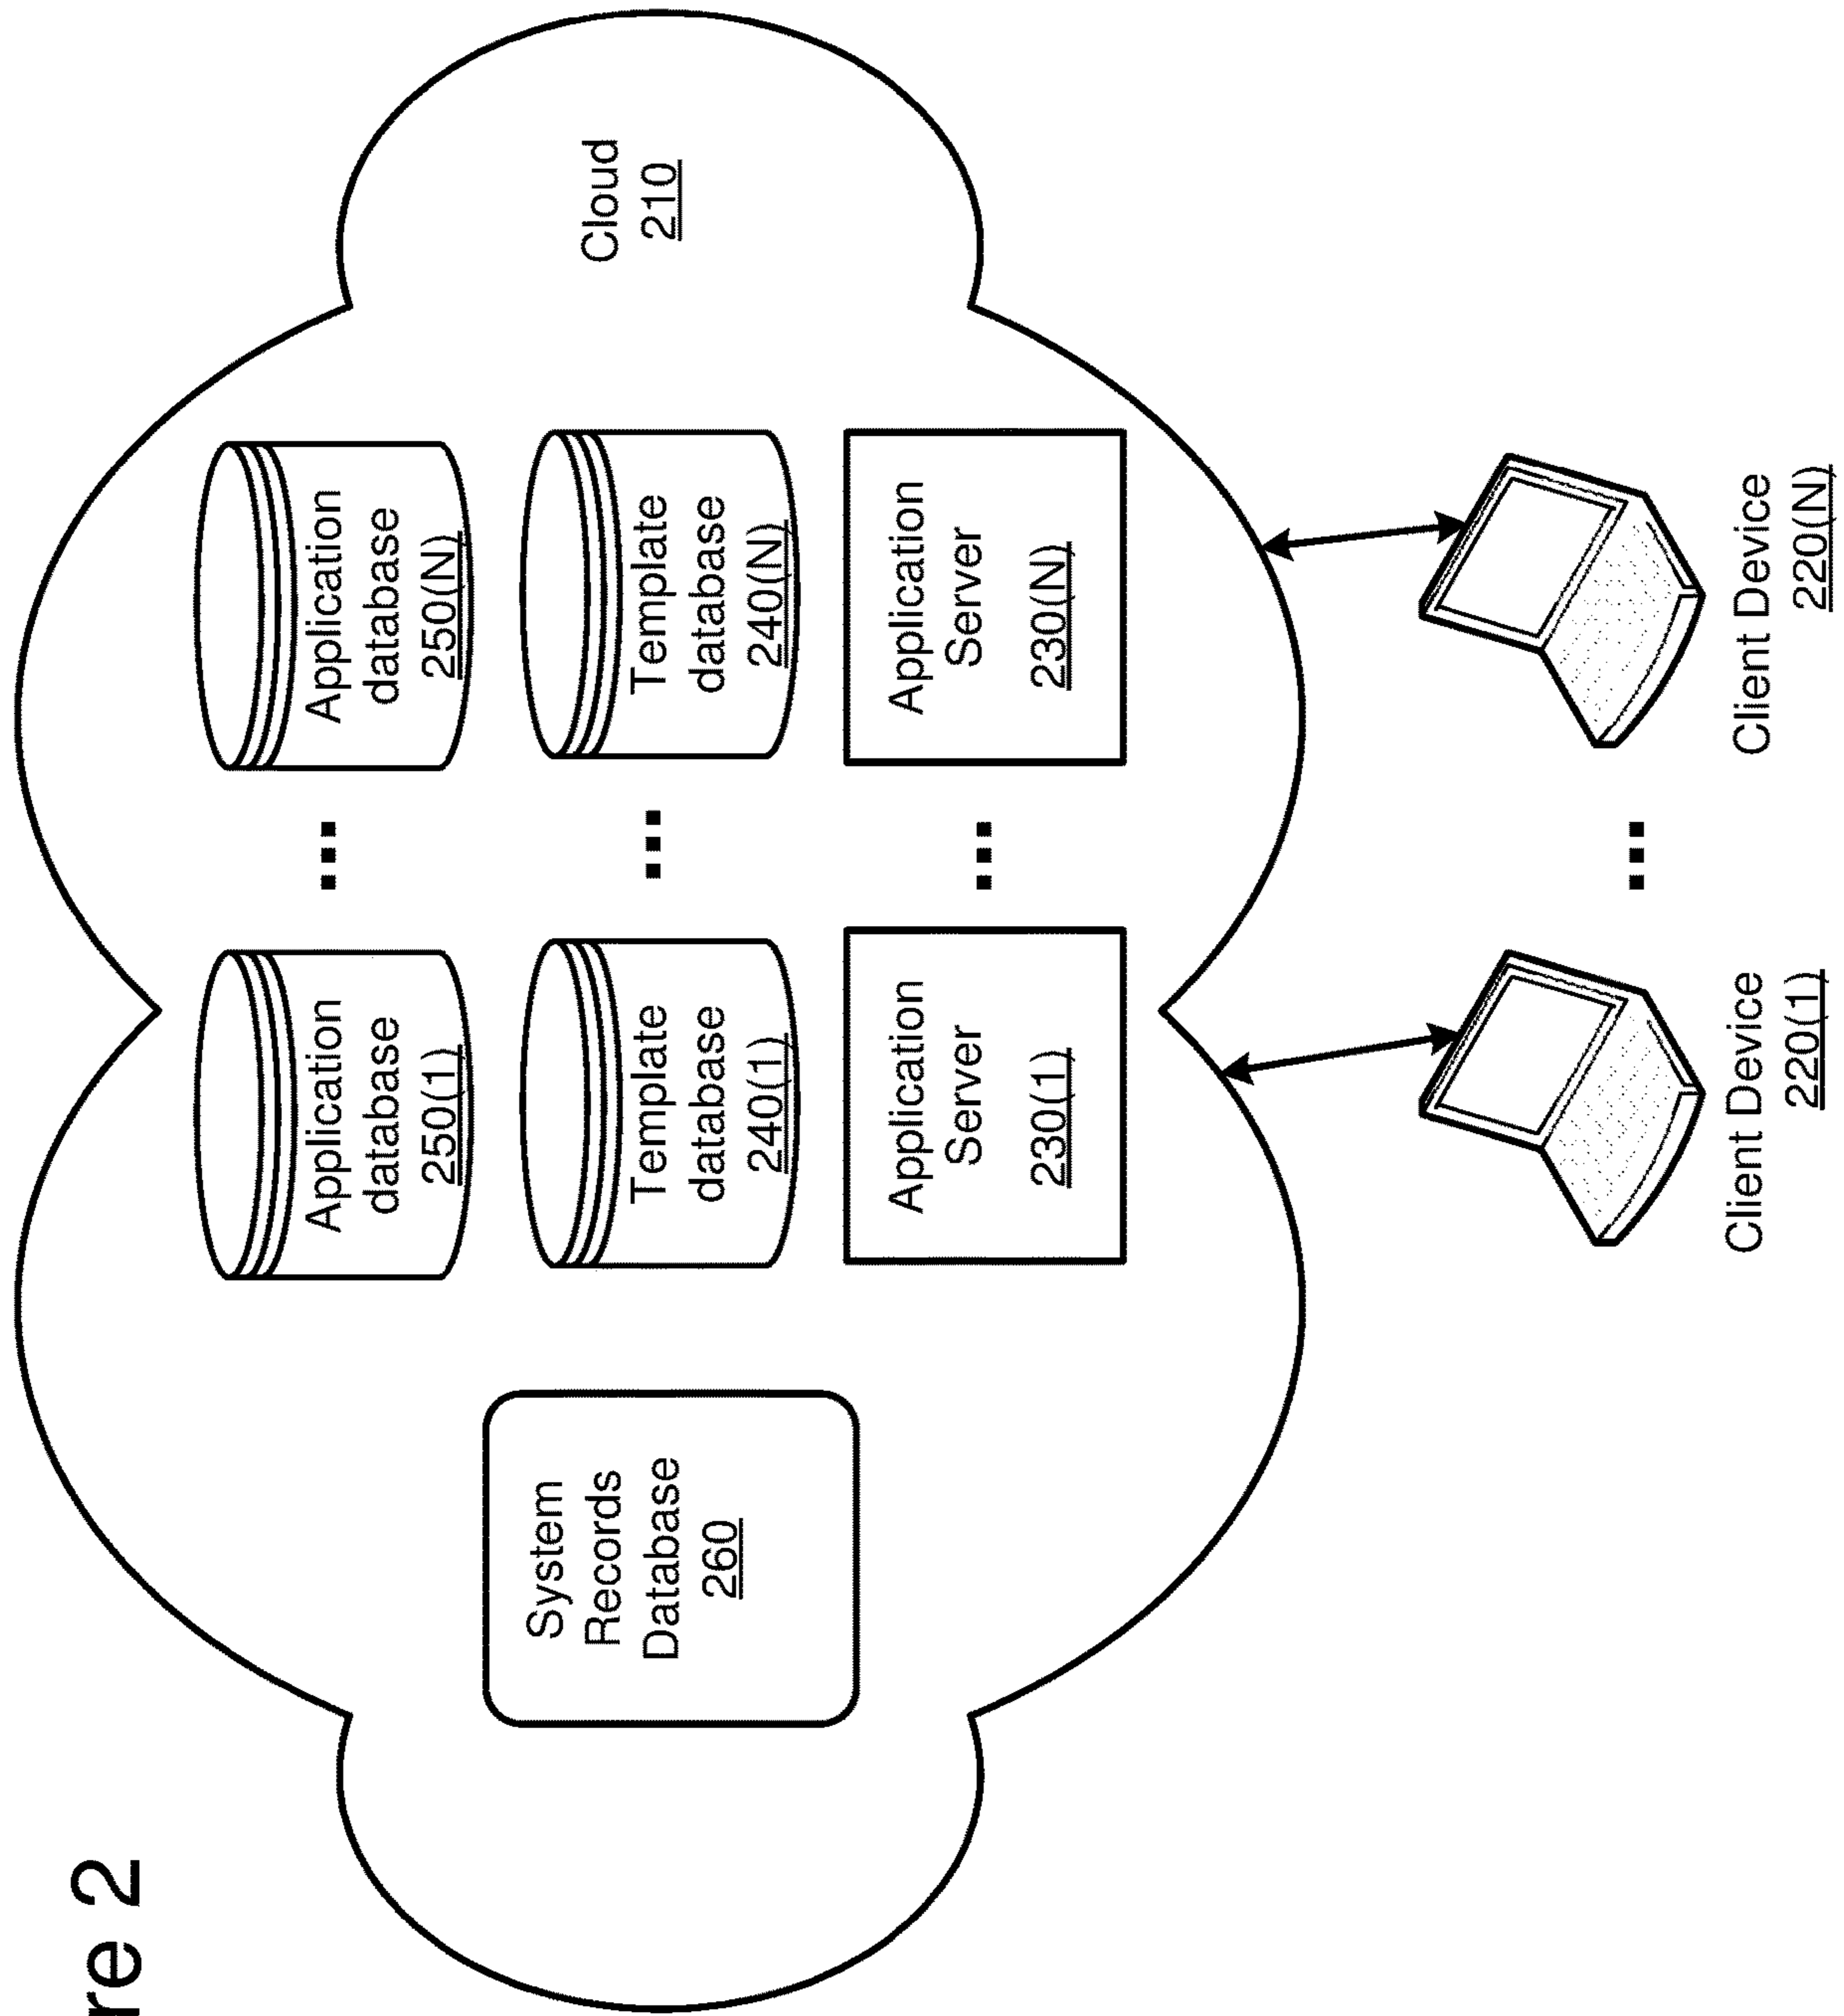 re 2
Cloud
210
Application
database
250(1)
...
Application
database
250(N)
Template
database
240(1)
...
Template
database
240(N)
System
Records
Database
260
Application
Server
230(1)
...
Application
Server
230(N)
Client Device
220(1)
...
Client Device
220(N)